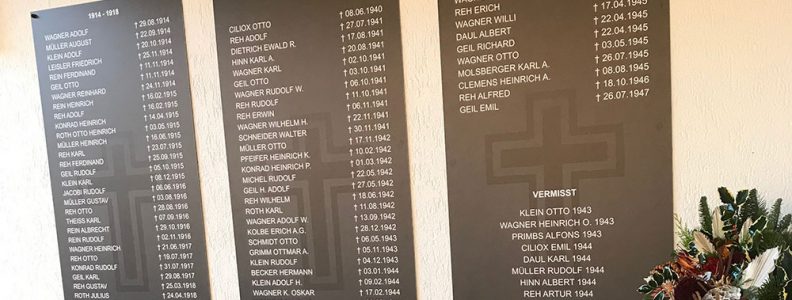 1914 - 1918
WAGNER ADOLF † 29.08.1914
MÜLLER AUGUST † 22.09.1914
KLEIN ADOLF † 20.10.1914
LEISLER FRIEDRICH † 25.11.1914
REIN FERDINAND † 11.11.1914
GEIL OTTO † 11.11.1914
WAGNER REINHARD † 24.11.1914
REIN HEINRICH † 16.02.1915
REH ADOLF † 16.02.1915
KONRAD HEINRICH † 14.04.1915
ROTH OTTO HEINRICH † 03.05.1915
MÜLLER HEINRICH † 16.06.1915
REH KARL † 23.07.1915
REH FERDINAND † 25.09.1915
GEIL RUDOLF † 05.10.1915
KLEIN KARL † 08.12.1915
JACOBI RUDOLF † 06.06.1916
MÜLLER GUSTAV † 03.08.1916
REH OTTO † 28.08.1916
THEISS KARL † 07.09.1916
REIN ALBRECHT † 29.10.1916
REIN RUDOLF † 02.11.1916
WAGNER HEINRICH † 21.06.1917
REH OTTO † 19.07.1917
KONRAD RUDOLF † 31.07.1917
GEIL KARL † 29.08.1917
REH GUSTAV † 25.03.1918
ROTH JULIUS † 24.04.1918
CILIOX OTTO † 08.06.1940
REH ADOLF † 27.07.1941
DIETRICH EWALD R. † 17.08.1941
HINN KARL A. † 20.08.1941
WAGNER KARL † 02.10.1941
GEIL OTTO † 03.10.1941
WAGNER RUDOLF W. † 06.10.1941
REH RUDOLF † 11.10.1941
REH ERWIN † 06.11.1941
WAGNER WILHELM H. † 22.11.1941
SCHNEIDER WALTER † 30.11.1941
MÜLLER OTTO † 17.11.1942
PFEIFER HEINRICH K. † 10.02.1942
KONRAD HEINRICH P. † 01.03.1942
MICHEL RUDOLF † 22.05.1942
GEIL H. ADOLF † 27.05.1942
REH WILHELM † 18.06.1942
ROTH KARL † 11.08.1942
WAGNER ADOLF W. † 13.09.1942
KOLBE ERICH A.G. † 28.12.1942
SCHMIDT OTTO † 06.05.1943
GRIMM OTTMAR A. † 05.11.1943
KLEIN RUDOLF † 04.12.1943
BECKER HERMANN † 03.01.1944
KLEIN ADOLF H. † 09.02.1944
WAGNER K. OSKAR † 17.02.1944
REH ERICH † 17.04.1945
WAGNER WILLI † 22.04.1945
DAUL ALBERT † 22.04.1945
GEIL RICHARD † 03.05.1945
WAGNER OTTO † 26.07.1945
MOLSBERGER KARL A. † 08.08.1945
CLEMENS HEINRICH A. † 18.10.1946
REH ALFRED † 26.07.1947
GEIL EMIL
VERMISST
KLEIN OTTO 1943
WAGNER HEINRICH O. 1943
PRIMBS ALFONS 1943
CILIOX EMIL 1944
DAUL KARL 1944
MÜLLER RUDOLF 1944
HINN ALBERT 1944
REH ARTUR 1944